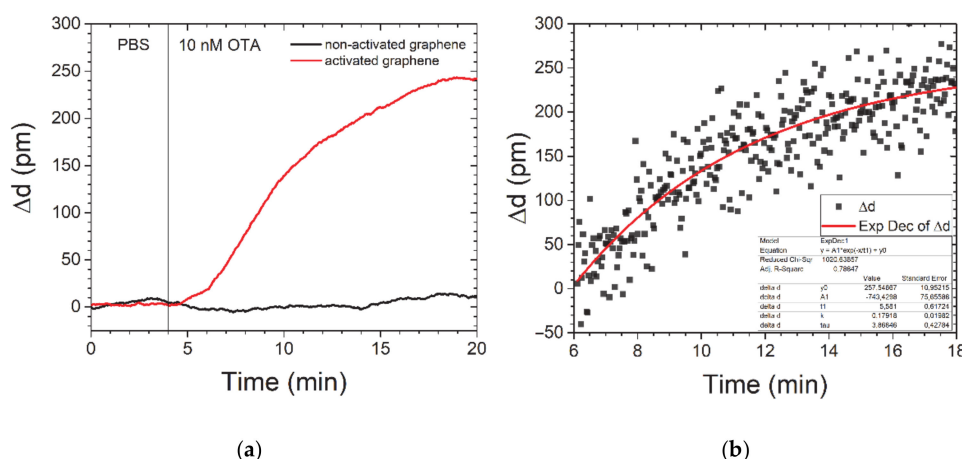 300
250
200
150
100
50
0
-50
Δd (pm)
PBS
10 nM OTA
non-activated graphene
activated graphene
0
5
10
15
20
Time (min)
(a)
300
250
200
150
100
50
0
−50
Δd (pm)
Δd
Exp Dec of Δd
Model ExpDec1
Equation y = A1*exp(-x/t1) + y0
Reduced Chi-Sqr 1020,63857
Adj. R-Square 0,78647
Value Standard Error
delta d y0 257,54667 10,95215
delta d A1 -743,4298 75,65586
delta d t1 5,581 0,61724
delta d k 0,17918 0,01982
delta d tau 3,86846 0,42784
6
8
10
12
14
16
18
Time (min)
(b)